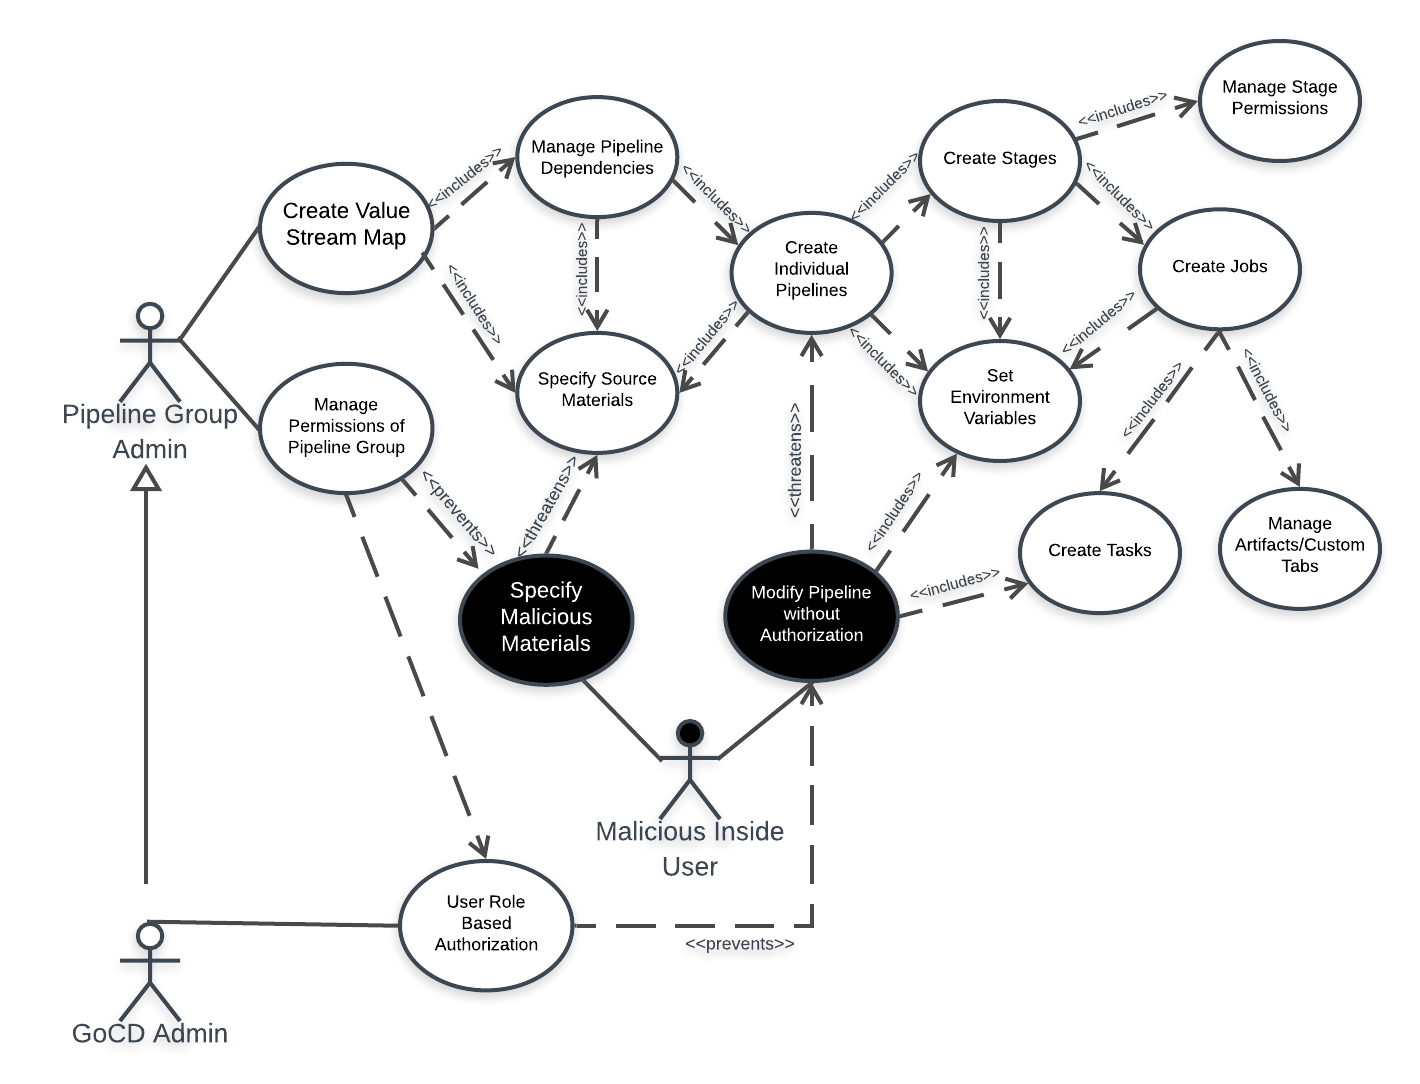 Manage Stage
Permissions
<<includes>>
Manage Pipeline
Dependencies
Create Stages
<<includes>>
<<includes>>
<<includes>>
<<includes>>
Create Value
Stream Map
Create
Individual
Pipelines
Create Jobs
<<includes>>
<<includes>>
<<includes>>
<<includes>>
<<includes>>
<<includes>>
Specify Source
Materials
Set
Environment
Variables
<<includes>>
<<includes>>
Pipeline Group
Admin
Manage
Permissions of
Pipeline Group
<<threatens>>
<<prevents>>
<<threatens>>
<<includes>>
Create Tasks
Manage
Artifacts/Custom
Tabs
Specify
Malicious
Materials
Modify Pipeline
without
Authorization
<<includes>>
Malicious Inside
User
User Role
Based
Authorization
<<prevents>>
GoCD Admin